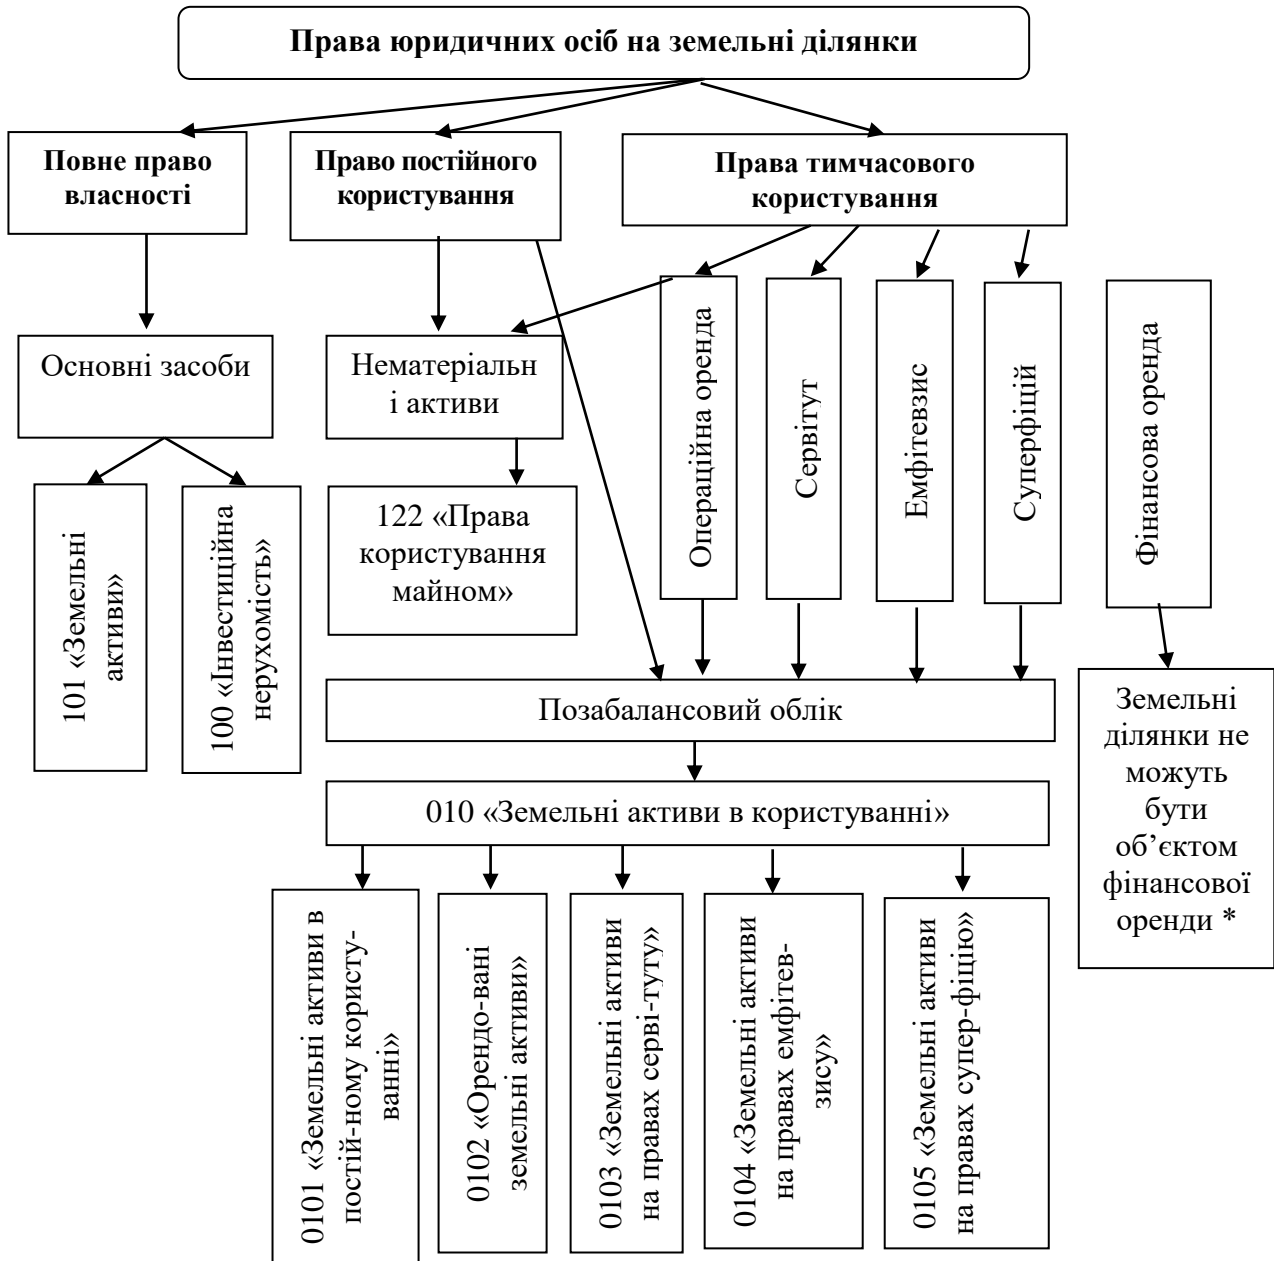 Права юридичних осіб на земельні ділянки
Повне право
власності
Право постійного
користування
Права тимчасового
користування
Основні засоби
Нематеріальн
і активи
Операційна оренда
Сервітут
Емфітевзис
Суперфіцій
Фінансова оренда
101 «Земельні
активи»
100 «Інвестиційна
нерухомість»
122 «Права
користування
майном»
Позабалансовий облік
Земельні
ділянки не
можуть
бути
об’єктом
фінансової
оренди *
010 «Земельні активи в користуванні»
0101 «Земельні активи в
постій-ному користу-
ванні»
0102 «Орендо-вані
земельні активи»
0103 «Земельні активи
на правах серві-туту»
0104 «Земельні активи
на правах емфітев-
зису»
0105 «Земельні активи
на правах супер-фіцію»